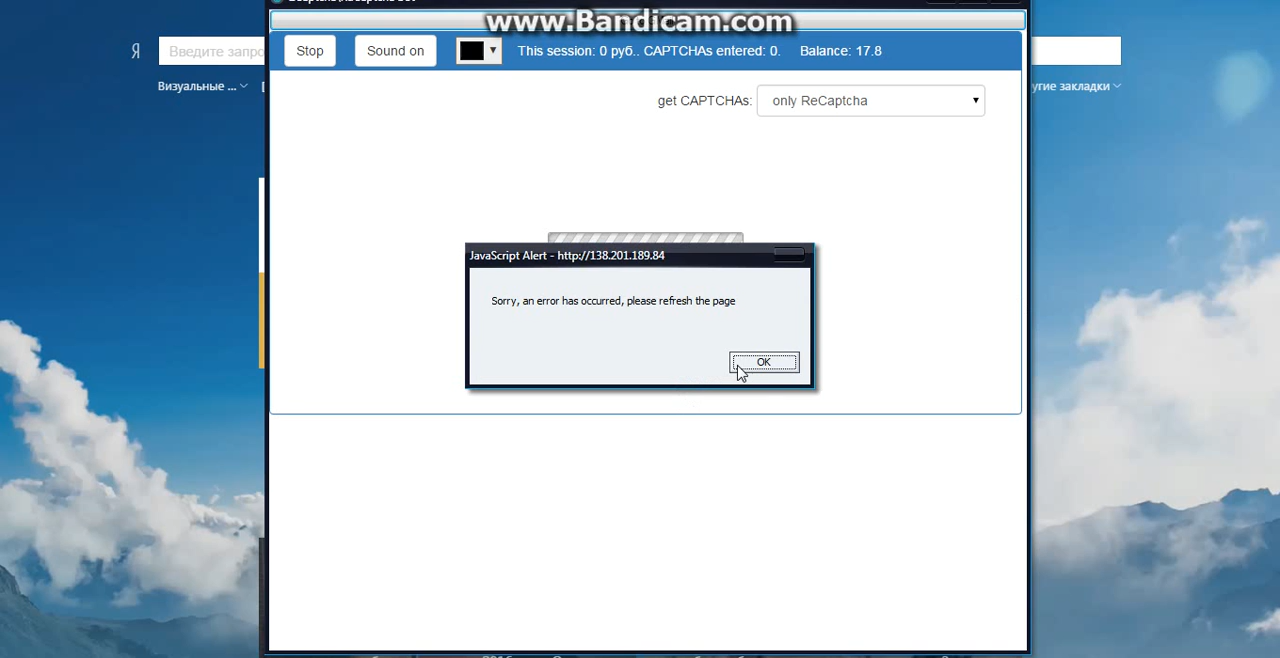 www.Bandicam.com
Я
Введите запро
Визуальные ...
угие закладки
Stop
Sound on
This session: 0 руб.. CAPTCHAs entered: 0.
Balance: 17.8
get CAPTCHAs:
only ReCaptcha
JavaScript Alert - http://138.201.189.84
Sorry, an error has occurred, please refresh the page
OK